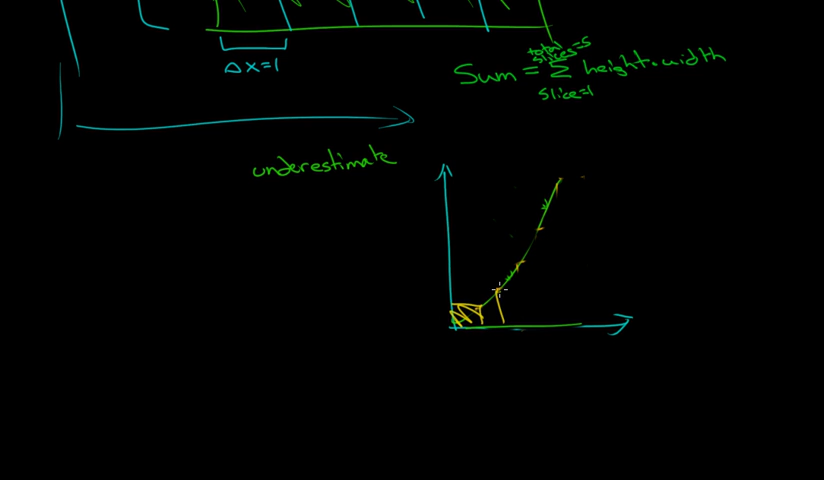 Δx=1
total
slices=5
Sum = Σ height·width
slice=1
underestimate